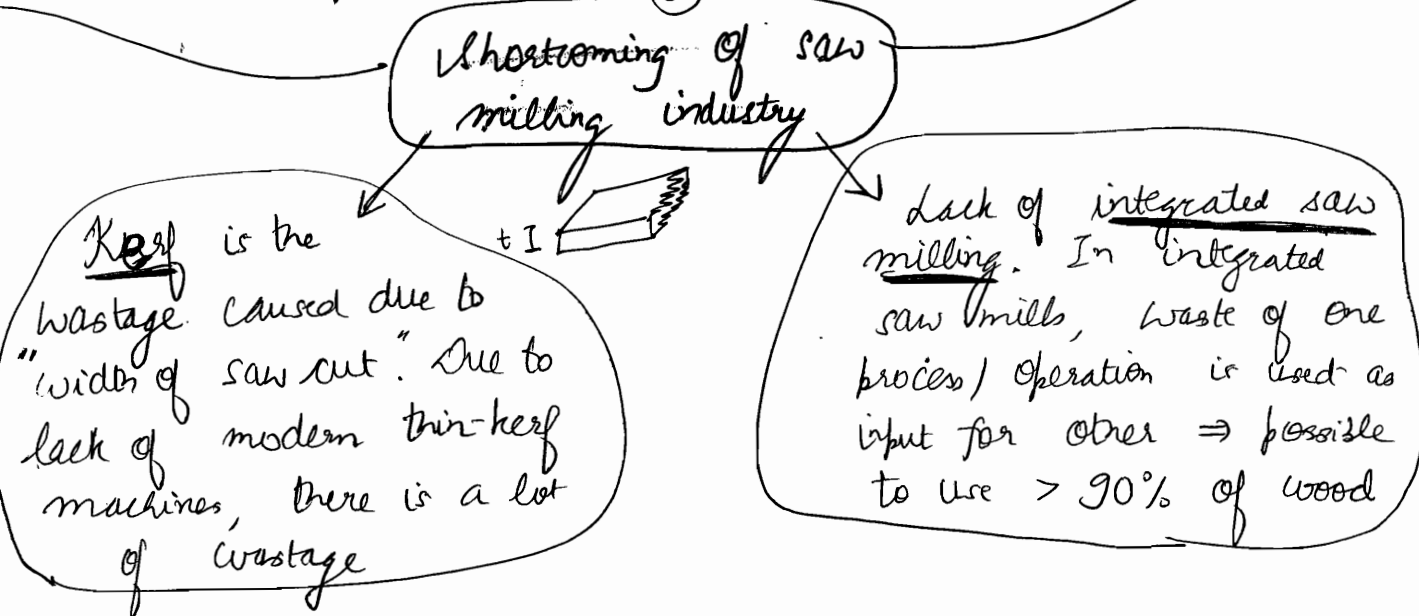 Shortcoming of saw
milling industry
t
Kerf is the
wastage caused due to
"width of saw cut". Due to
lack of modern thin-kerf
machines, there is a lot
of wastage
Lack of integrated saw
milling. In integrated
saw mills, waste of one
process/operation is used as
input for other ⇒ possible
to use > 90% of wood